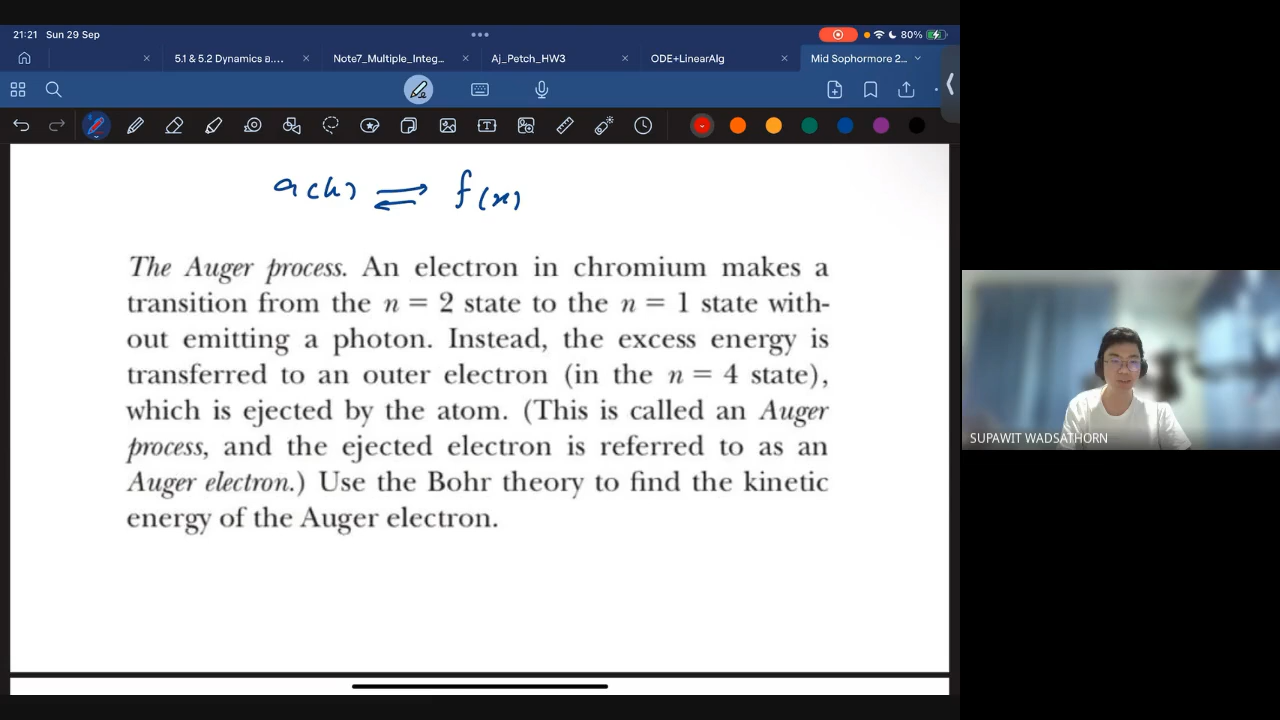 21:21 Sun 29 Sep
80%
5.1 & 5.2 Dynamics a....
Note7_Multiple_Integ...
Aj_Petch_HW3
ODE+LinearAlg
Mid Sophormore 2...
a(k) ⇌ f(x)
The Auger process. An electron in chromium makes a
transition from the n = 2 state to the n = 1 state with-
out emitting a photon. Instead, the excess energy is
transferred to an outer electron (in the n = 4 state),
which is ejected by the atom. (This is called an Auger
process, and the ejected electron is referred to as an
Auger electron.) Use the Bohr theory to find the kinetic
energy of the Auger electron.
SUPAWIT WADSATHORN